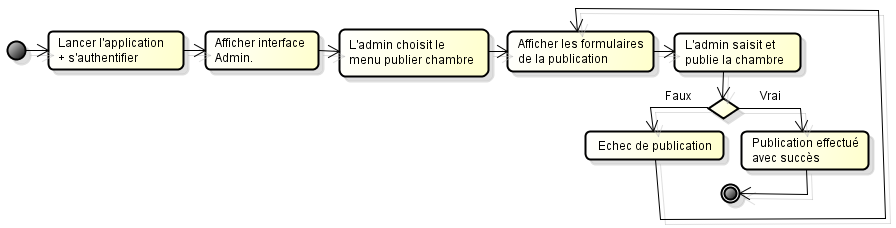 Lancer l'application
+ s'authentifier
Afficher interface
Admin.
L'admin choisit le
menu publier chambre
Afficher les formulaires
de la publication
L'admin saisit et
publie la chambre
Faux
Vrai
Echec de publication
Publication effectué
avec succès